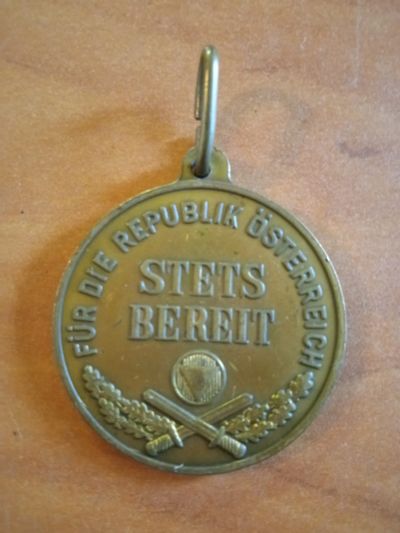 FÜR DIE REPUBLIK ÖSTERREICH
STETS
BEREIT